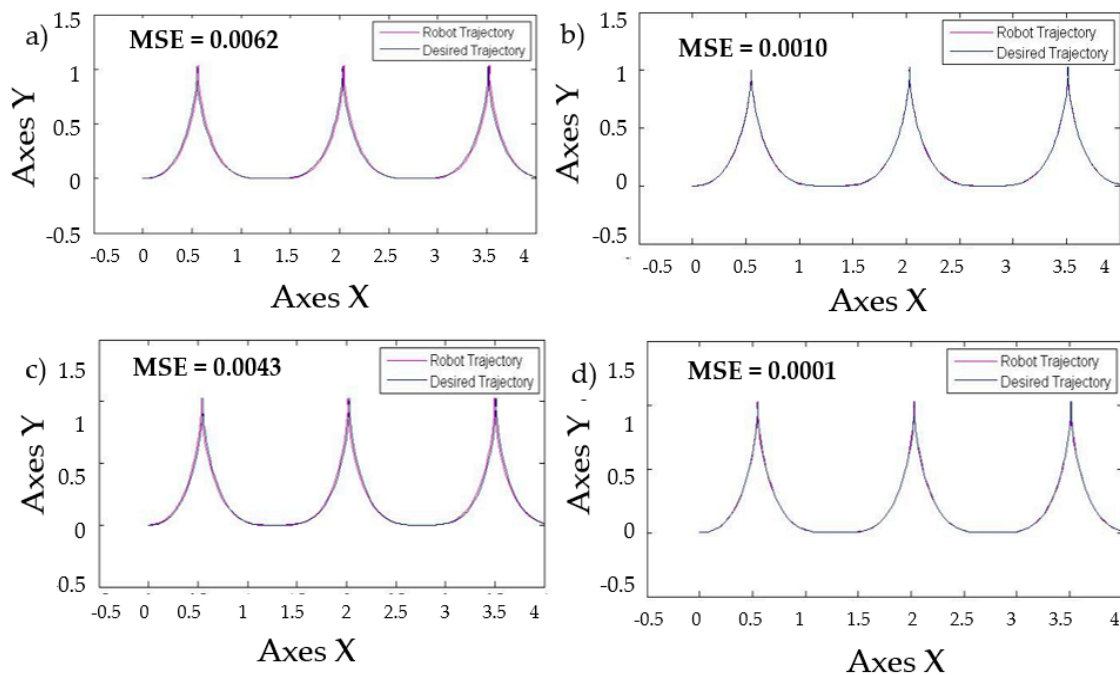 a)
MSE = 0.0062
Robot Trajectory
Desired Trajectory
1.5
1
0.5
0
-0.5
Axes Y
-0.5 0 0.5 1 1.5 2 2.5 3 3.5 4
Axes X
b)
MSE = 0.0010
Robot Trajectory
Desired Trajectory
1.5
1
0.5
0
-0.5
Axes Y
-0.5 0 0.5 1 1.5 2 2.5 3 3.5 4
Axes X
c)
MSE = 0.0043
Robot Trajectory
Desired Trajectory
1.5
1
0.5
0
-0.5
Axes Y
-0.5 0 0.5 1 1.5 2 2.5 3 3.5 4
Axes X
d)
MSE = 0.0001
Robot Trajectory
Desired Trajectory
1.5
1
0.5
0
-0.5
Axes Y
-0.5 0 0.5 1 1.5 2 2.5 3 3.5 4
Axes X